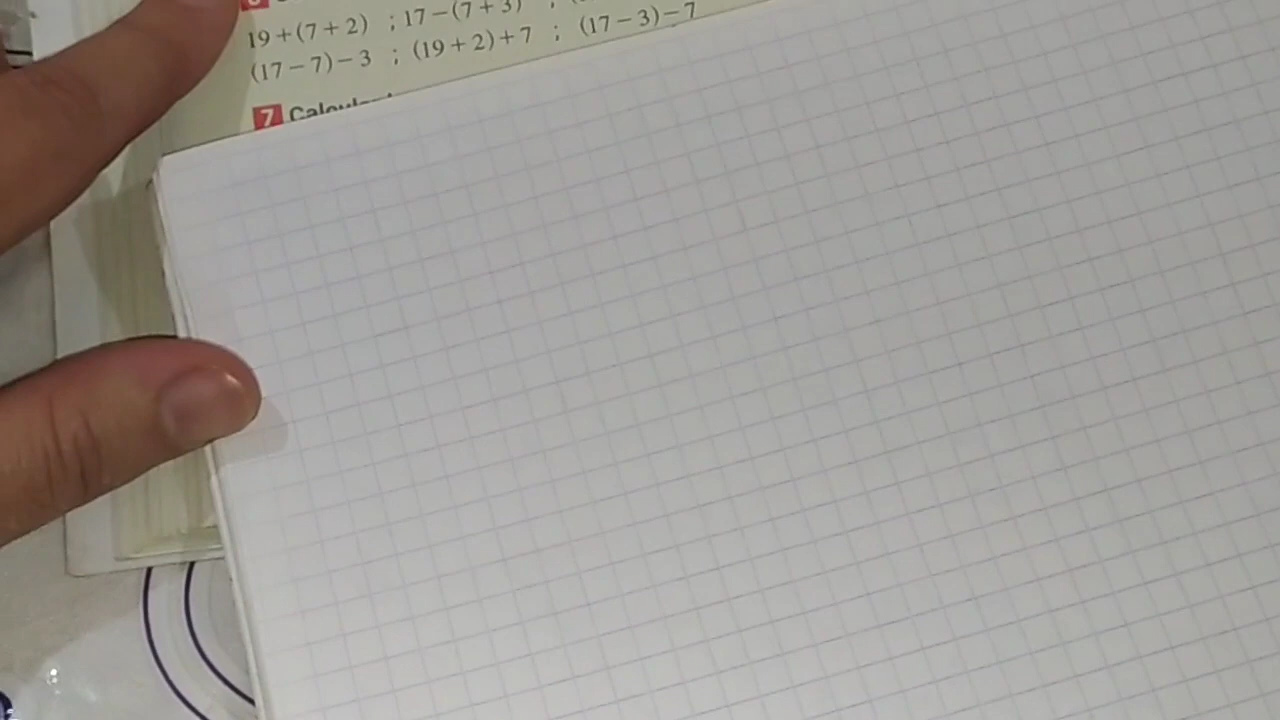 19+(7+2) ; 17-(7+3) ; (
(17-7)-3 ; (19+2)+7 ; (17-3)-7
7